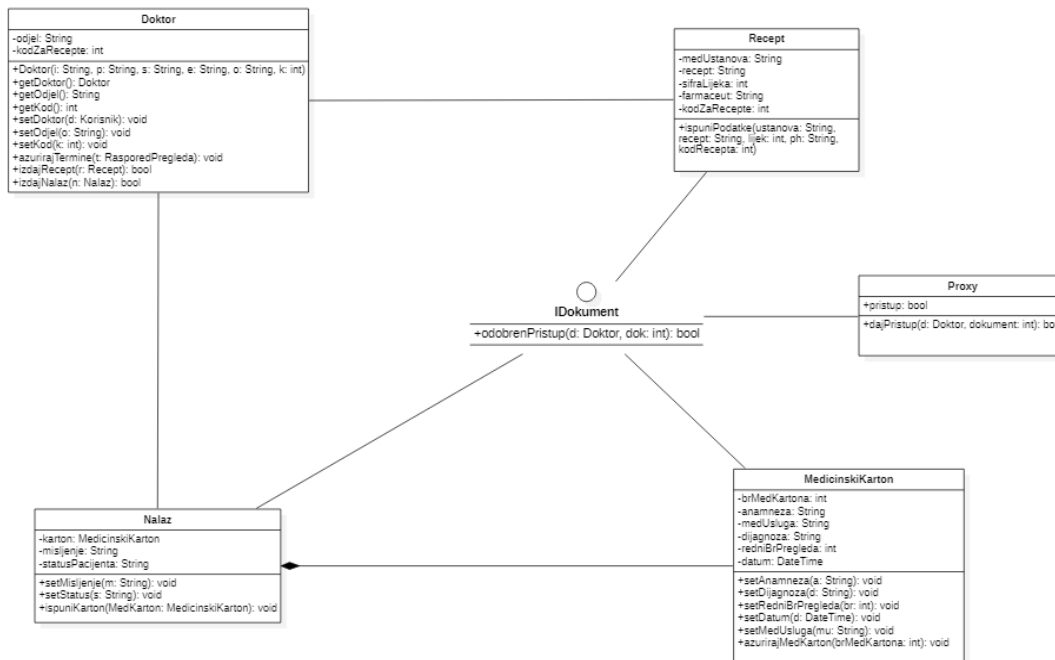 Doktor
-odjel: String
-kodZaRecepte: int
+Doktor(i: String, p: String, s: String, e: String, o: String, k: int)
+getDoktor(): Doktor
+getOdjel(): String
+getKod(): int
+setDoktor(d: Korisnik): void
+setOdjel(o: String): void
+setKod(k: int): void
+azurirajTermine(t: RasporedPregleda): void
+izdajRecept(r: Recept): bool
+izdajNalaz(n: Nalaz): bool
Recept
-medUstanova: String
-recept: String
-sifraLijeka: int
-farmaceut: String
-kodZaRecepte: int
+ispuniPodatke(ustanova: String,
recept: String, lijek: int, ph: String,
kodRecepta: int)
IDokument
+odobrenPristup(d: Doktor, dok: int): bool
Proxy
+pristup: bool
+dajPristup(d: Doktor, dokument: int): bo
Nalaz
-karton: MedicinskiKarton
-misljenje: String
-statusPacijenta: String
+setMisljenje(m: String): void
+setStatus(s: String): void
+ispuniKarton(MedKarton: MedicinskiKarton): void
MedicinskiKarton
-brMedKartona: int
-anamneza: String
-medUsluga: String
-dijagnoza: String
-redniBrPregleda: int
-datum: DateTime
+setAnamneza(a: String): void
+setDijagnoza(d: String): void
+setRedniBrPregleda(br: int): void
+setDatum(d: DateTime): void
+setMedUsluga(mu: String): void
+azurirajMedKarton(brMedKartona: int): void